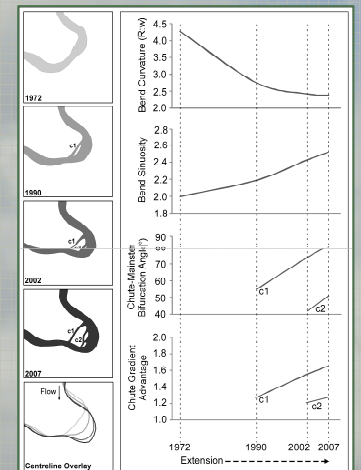 1972
c1
1990
c1
2002
c1
c2
2007
Flow
Centreline Overlay
Bend Curvature (R:w)
4.5
4.0
3.5
3.0
2.5
2.0
Bend Sinuosity
2.8
2.6
2.4
2.2
2.0
1.8
Chute-Mainstem
Bifurcation Angle(°)
90
80
70
60
50
40
c1
c2
Chute Gradient
Advantage
2.0
1.8
1.6
1.4
1.2
1.0
c1
c2
1972 1990 2002 2007
Extension